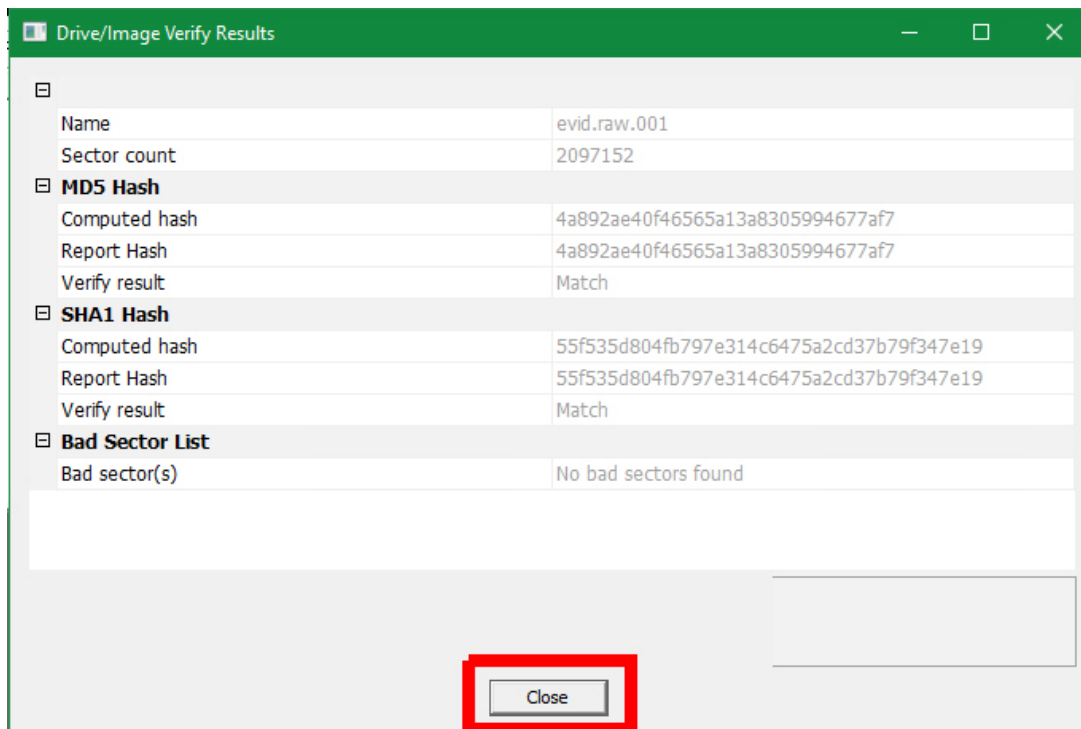 Drive/Image Verify Results
Name evid.raw.001
Sector count 2097152
MD5 Hash
Computed hash 4a892ae40f46565a13a8305994677af7
Report Hash 4a892ae40f46565a13a8305994677af7
Verify result Match
SHA1 Hash
Computed hash 55f535d804fb797e314c6475a2cd37b79f347e19
Report Hash 55f535d804fb797e314c6475a2cd37b79f347e19
Verify result Match
Bad Sector List
Bad sector(s) No bad sectors found
Close